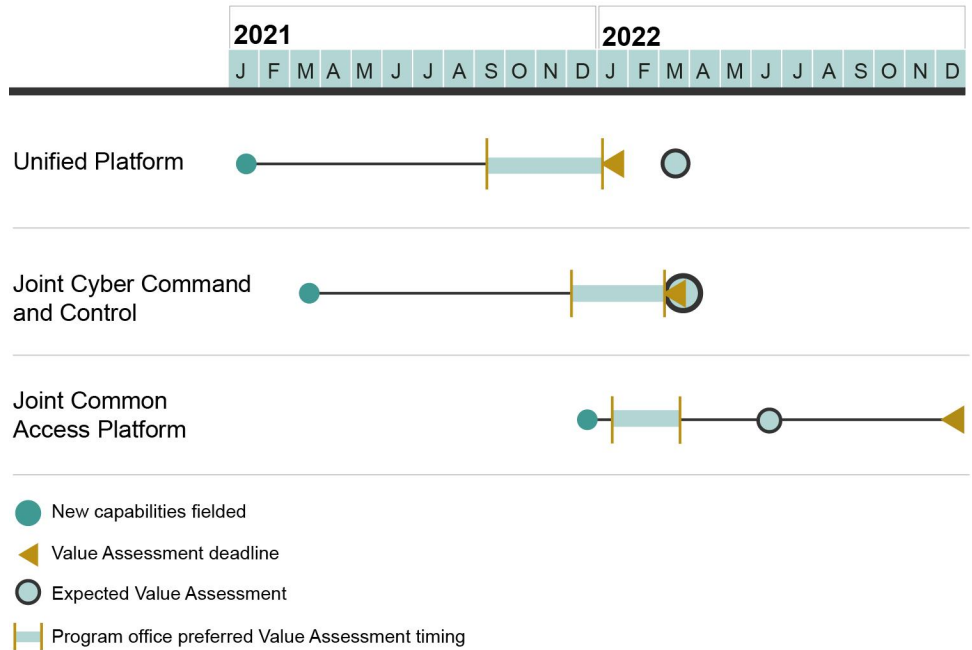 2021 2022
J F M A M J J A S O N D J F M A M J J A S O N D
Unified Platform
Joint Cyber Command
and Control
Joint Common
Access Platform
New capabilities fielded
Value Assessment deadline
Expected Value Assessment
Program office preferred Value Assessment timing